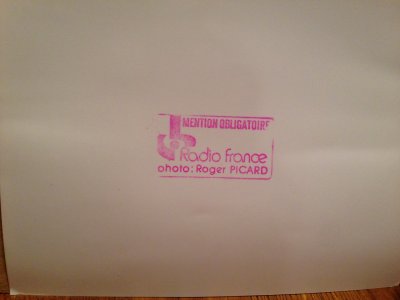 MENTION OBLIGATOIRE
Radio france
photo: Roger PICARD